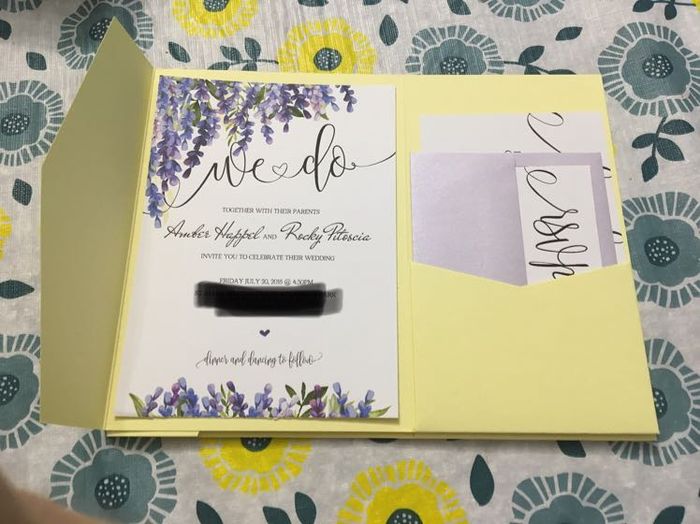 we do
TOGETHER WITH THEIR PARENTS
Amber Happel AND Rocky Pitoscia
INVITE YOU TO CELEBRATE THEIR WEDDING
FRIDAY JULY 20, 2018 @ 4:30PM
dinner and dancing to follow
rsvp